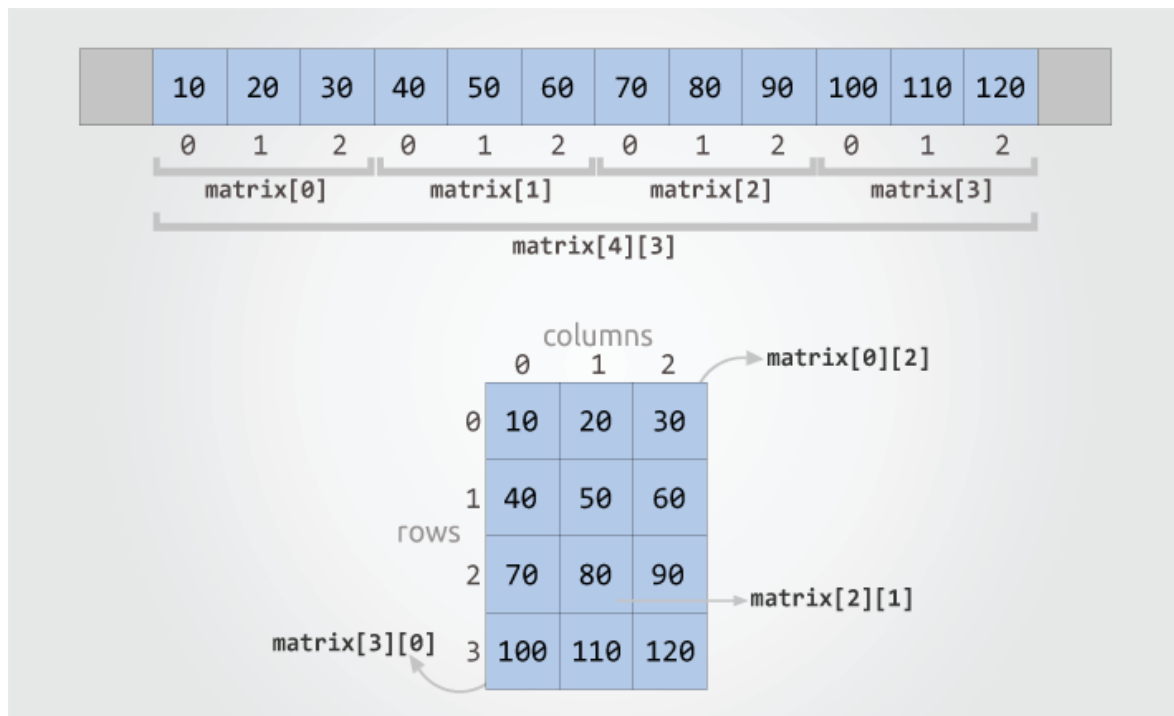 10 20 30 40 50 60 70 80 90 100 110 120
0 1 2 0 1 2 0 1 2 0 1 2
matrix[0] matrix[1] matrix[2] matrix[3]
matrix[4][3]
columns
0 1 2
matrix[0][2]
0 10 20 30
1 40 50 60
rows
2 70 80 90
matrix[2][1]
matrix[3][0]
3 100 110 120